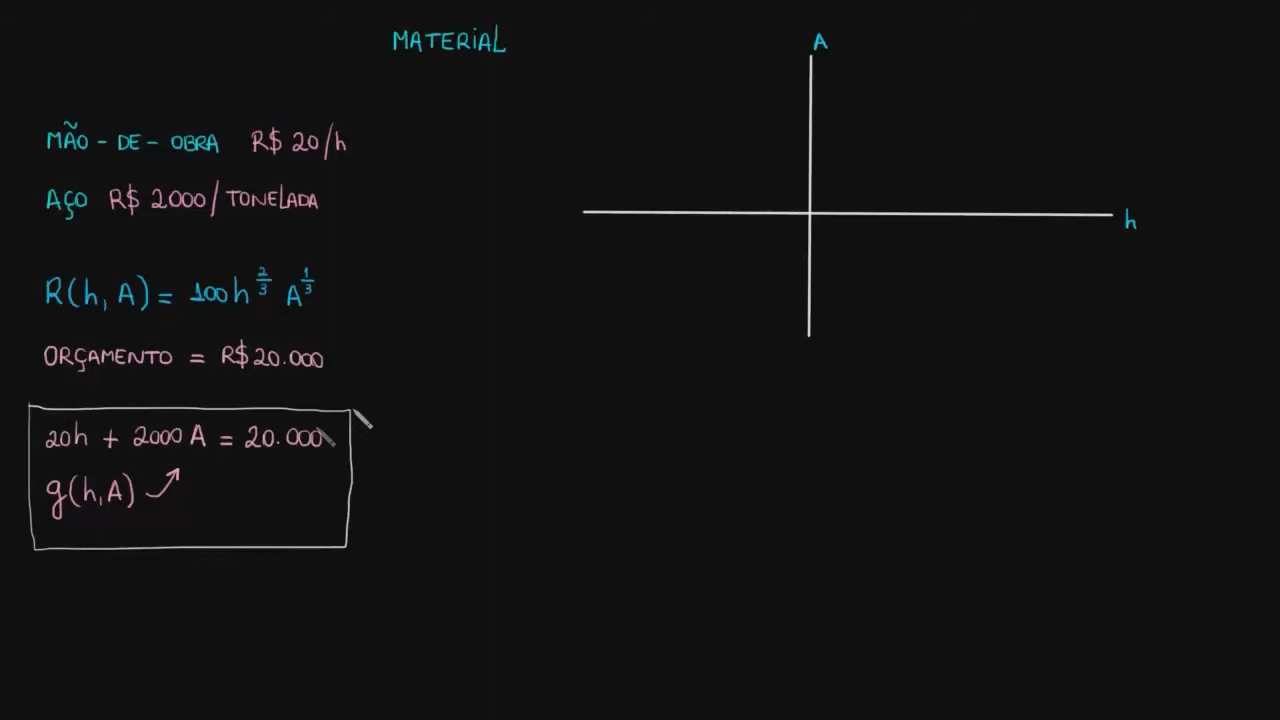 MATERiAL
MÃO - DE - OBRA R$ 20/h
AÇO R$ 2000/TONELADA
R(h, A) = 100h^{2/3} A^{1/3}
ORÇAMENTO = R$20.000
20h + 2000 A = 20.000
g(h,A)
A
h